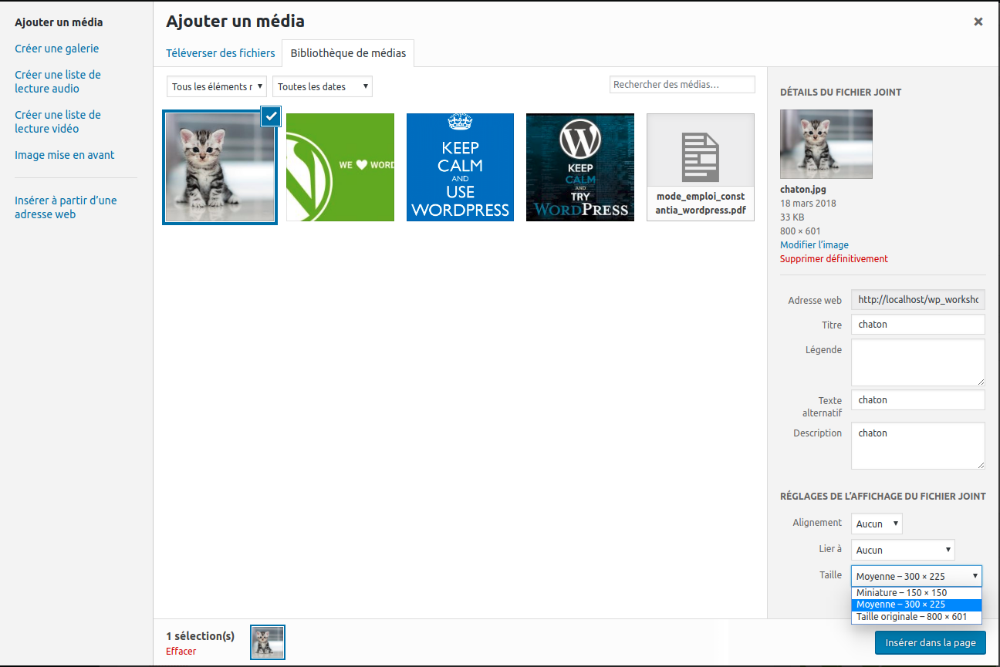 Ajouter un média
Créer une galerie
Créer une liste de
lecture audio
Créer une liste de
lecture vidéo
Image mise en avant
Insérer à partir d’une
adresse web
Ajouter un média
×
Téléverser des fichiers
Bibliothèque de médias
Tous les éléments r
Toutes les dates
Rechercher des médias…
WE ♥ WORD
KEEP
CALM
AND
USE
WORDPRESS
KEEP
CALM
AND
TRY
WORDPRESS
mode_emploi_const
antia_wordpress.pdf
DÉTAILS DU FICHIER JOINT
chaton.jpg
18 mars 2018
33 KB
800 × 601
Modifier l’image
Supprimer définitivement
Adresse web
http://localhost/wp_worksho
Titre
chaton
Légende
Texte
alternatif
chaton
Description
chaton
RÉGLAGES DE L’AFFICHAGE DU FICHIER JOINT
Alignement
Aucun
Lier à
Aucun
Taille
Moyenne – 300 × 225
Miniature – 150 × 150
Moyenne – 300 × 225
Taille originale – 800 × 601
1 sélection(s)
Effacer
Insérer dans la page